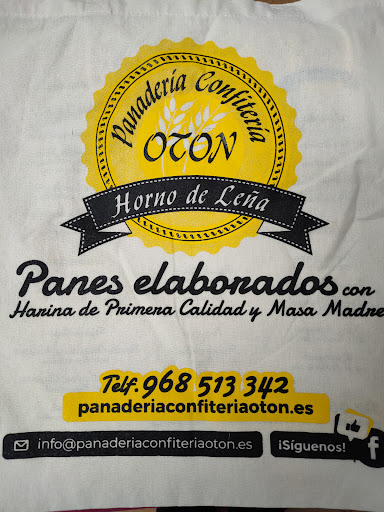 Panadería Confitería
OTON
Horno de Leña
Panes elaborados con
Harina de Primera Calidad y Masa Madre
Telf. 968 513 342
panaderiaconfiteriaoton.es
info@panaderiaconfiteriaoton.es
¡Síguenos!
f